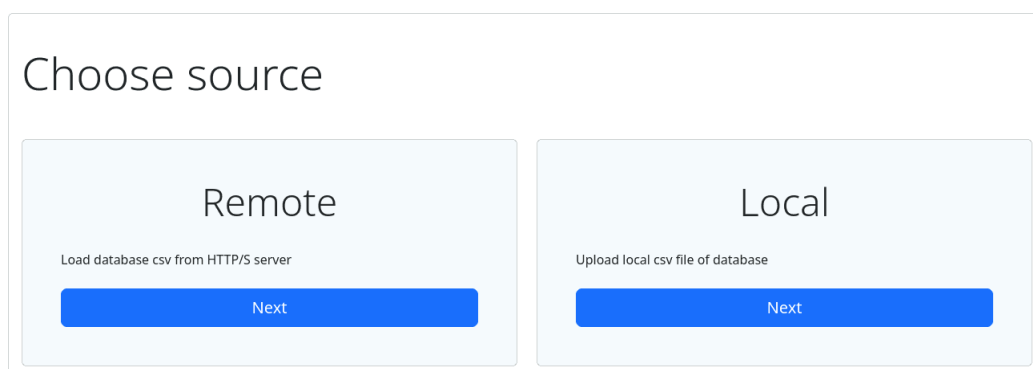 Choose source
Remote
Load database csv from HTTP/S server
Next
Local
Upload local csv file of database
Next